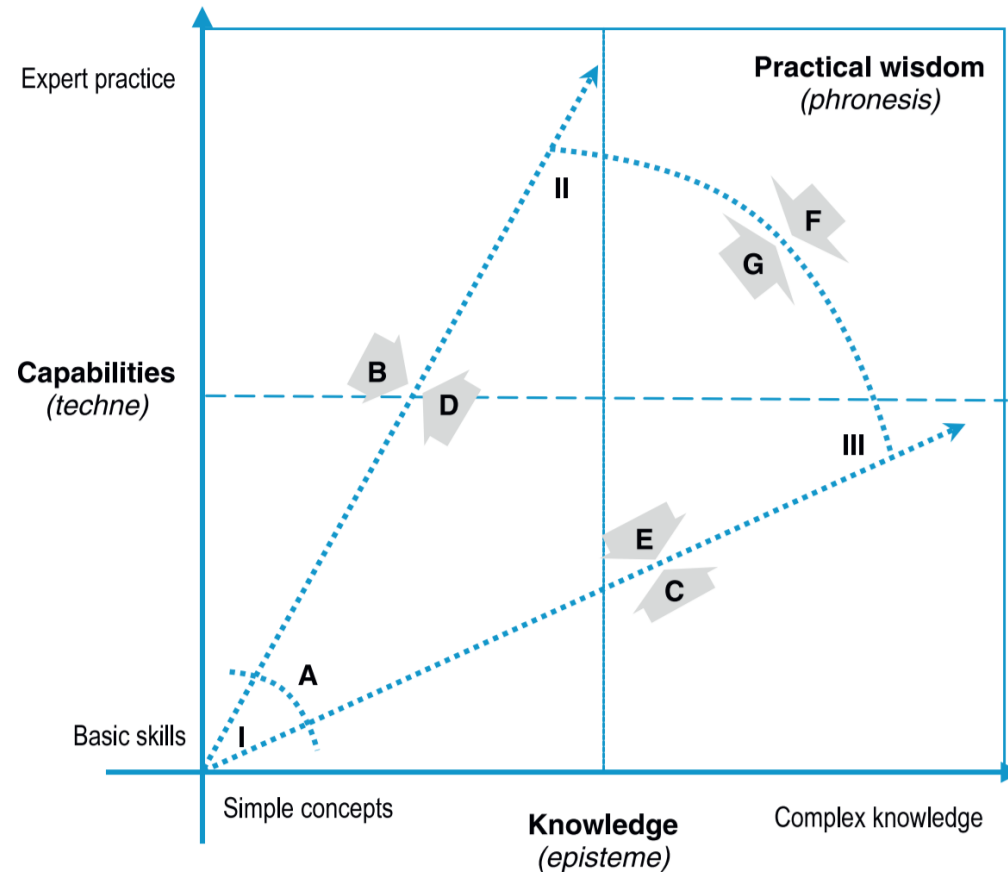 Expert practice
Practical wisdom
(phronesis)
II
F
G
Capabilities
(techne)
B
D
III
E
C
A
Basic skills
I
Simple concepts
Knowledge
(episteme)
Complex knowledge